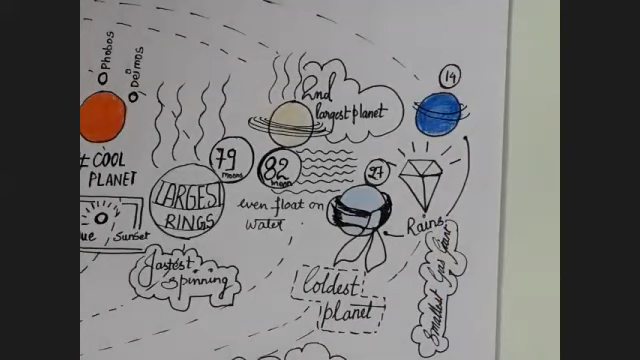 Phobos
Deimos
COOL
PLANET
Sunset
LARGEST
RINGS
79
moons
Fastest
spinning
2nd
largest planet
82
moon
even float on
water
27
Coldest
planet
14
Rains
Smallest Gas Giant